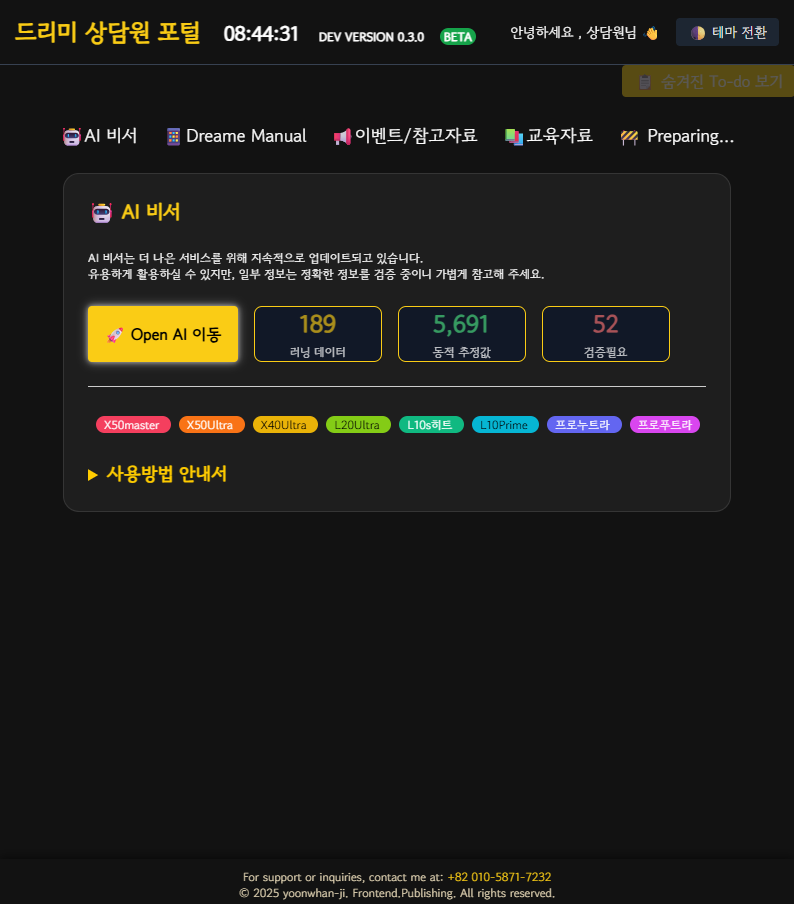 드리미 상담원 포털 08:44:31 DEV VERSION 0.3.0 BETA 안녕하세요 , 상담원님 👋 🌓 테마 전환
🗑 숨겨진 To-do 보기
🤖AI 비서 📱Dreame Manual 📢이벤트/참고자료 📚교육자료 🚧 Preparing...
🤖 AI 비서
AI 비서는 더 나은 서비스를 위해 지속적으로 업데이트되고 있습니다.
유용하게 활용하실 수 있지만, 일부 정보는 정확한 정보를 검증 중이니 가볍게 참고해 주세요.
🚀 Open AI 이동
189
러닝 데이터
5,691
동적 추정값
52
검증필요
X50master X50Ultra X40Ultra L20Ultra L10s히트 L10Prime 프로누트라 프로푸트라
▶ 사용방법 안내서
For support or inquiries, contact me at: +82 010-5871-7232
© 2025 yoonwhan-ji. Frontend.Publishing. All rights reserved.